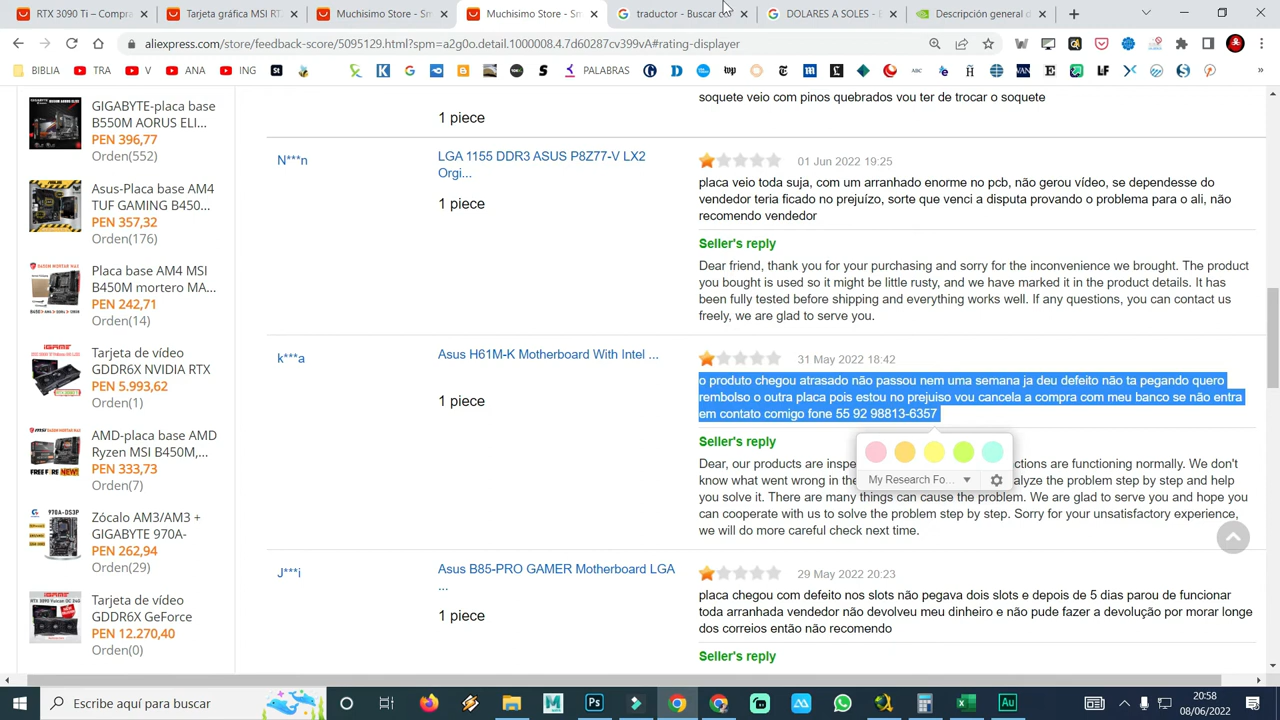 Muchisimo Store - Sm
Muchisimo Store - Sm
traductor - Buscar
DOLARES A SOLES -
Descripción
aliexpress.com/store/feedback-score/5095129.html?spm=a2g0o.detail.1000008.4.7d60287cv399vA#rating-displayer
BIBLIA
TRA
V
ANA
ING
PALABRAS
»
GIGABYTE-placa base
B550M AORUS ELI...
PEN 396,77
Orden(552)
Asus-Placa base AM4
TUF GAMING B450...
PEN 357,32
Orden(176)
Placa base AM4 MSI
B450M mortero MA...
PEN 242,71
Orden(14)
Tarjeta de vídeo
GDDR6X NVIDIA RTX
PEN 5.993,62
Orden(1)
AMD-placa base AMD
Ryzen MSI B450M,...
PEN 333,73
Orden(7)
Zócalo AM3/AM3 +
GIGABYTE 970A-
PEN 262,94
Orden(29)
Tarjeta de vídeo
GDDR6X GeForce
PEN 12.270,40
Orden(0)
soquete veio com pinos quebrados vou ter de trocar o soquete
1 piece
N***n
LGA 1155 DDR3 ASUS P8Z77-V LX2
Orgi...
1 piece
01 Jun 2022 19:25
placa veio toda suja, com um arranhado enorme no pcb, não gerou vídeo, se dependesse do
vendedor teria ficado no prejuízo, sorte que venci a disputa provando o problema para o ali, não
recomendo vendedor
Seller's reply
Dear friend, thank you for your purchasing and sorry for the inconvenience we brought. The product
you bought is used so it might be little rusty, and we have marked it in the product details. It has
been well tested before shipping and everything works well. If any questions, you can contact us
freely, we are glad to serve you.
k***a
Asus H61M-K Motherboard With Intel ...
1 piece
31 May 2022 18:42
o produto chegou atrasado não passou nem uma semana ja deu defeito não ta pegando quero
rembolso o outra placa pois estou no prejuiso vou cancela a compra com meu banco se não entra
em contato comigo fone 55 92 98813-6357
Seller's reply
My Research Fo...
Dear, our products are inspe
ctions are functioning normally. We don't
know what went wrong in the
alyze the problem step by step and help
you solve it. There are many things can cause the problem. We are glad to serve you and hope you
can cooperate with us to solve the problem step by step. Sorry for your unsatisfactory experience,
we will do more careful check next time.
J***i
Asus B85-PRO GAMER Motherboard LGA
...
1 piece
29 May 2022 20:23
placa mae veio com defeito nos slots não pegava dois slots e depois de 5 dias parou de funcionar
toda arranhada vendedor não devolviu meu dinheiro e não pude fazer a devolução por morar longe
dos correios então não recomendo
Seller's reply
Escribe aquí para buscar
20:58
08/06/2022